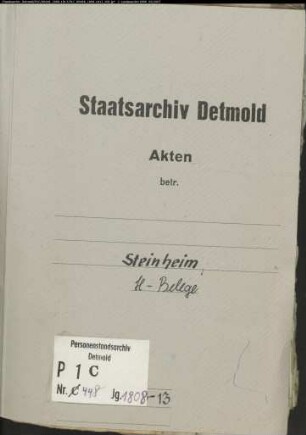 Staatsarchiv Detmold
Akten
betr.
Steinheim,
H-Belege
Personenstandsarchiv
Detmold
P 1 C
Nr. 448 Jg. 1808-13